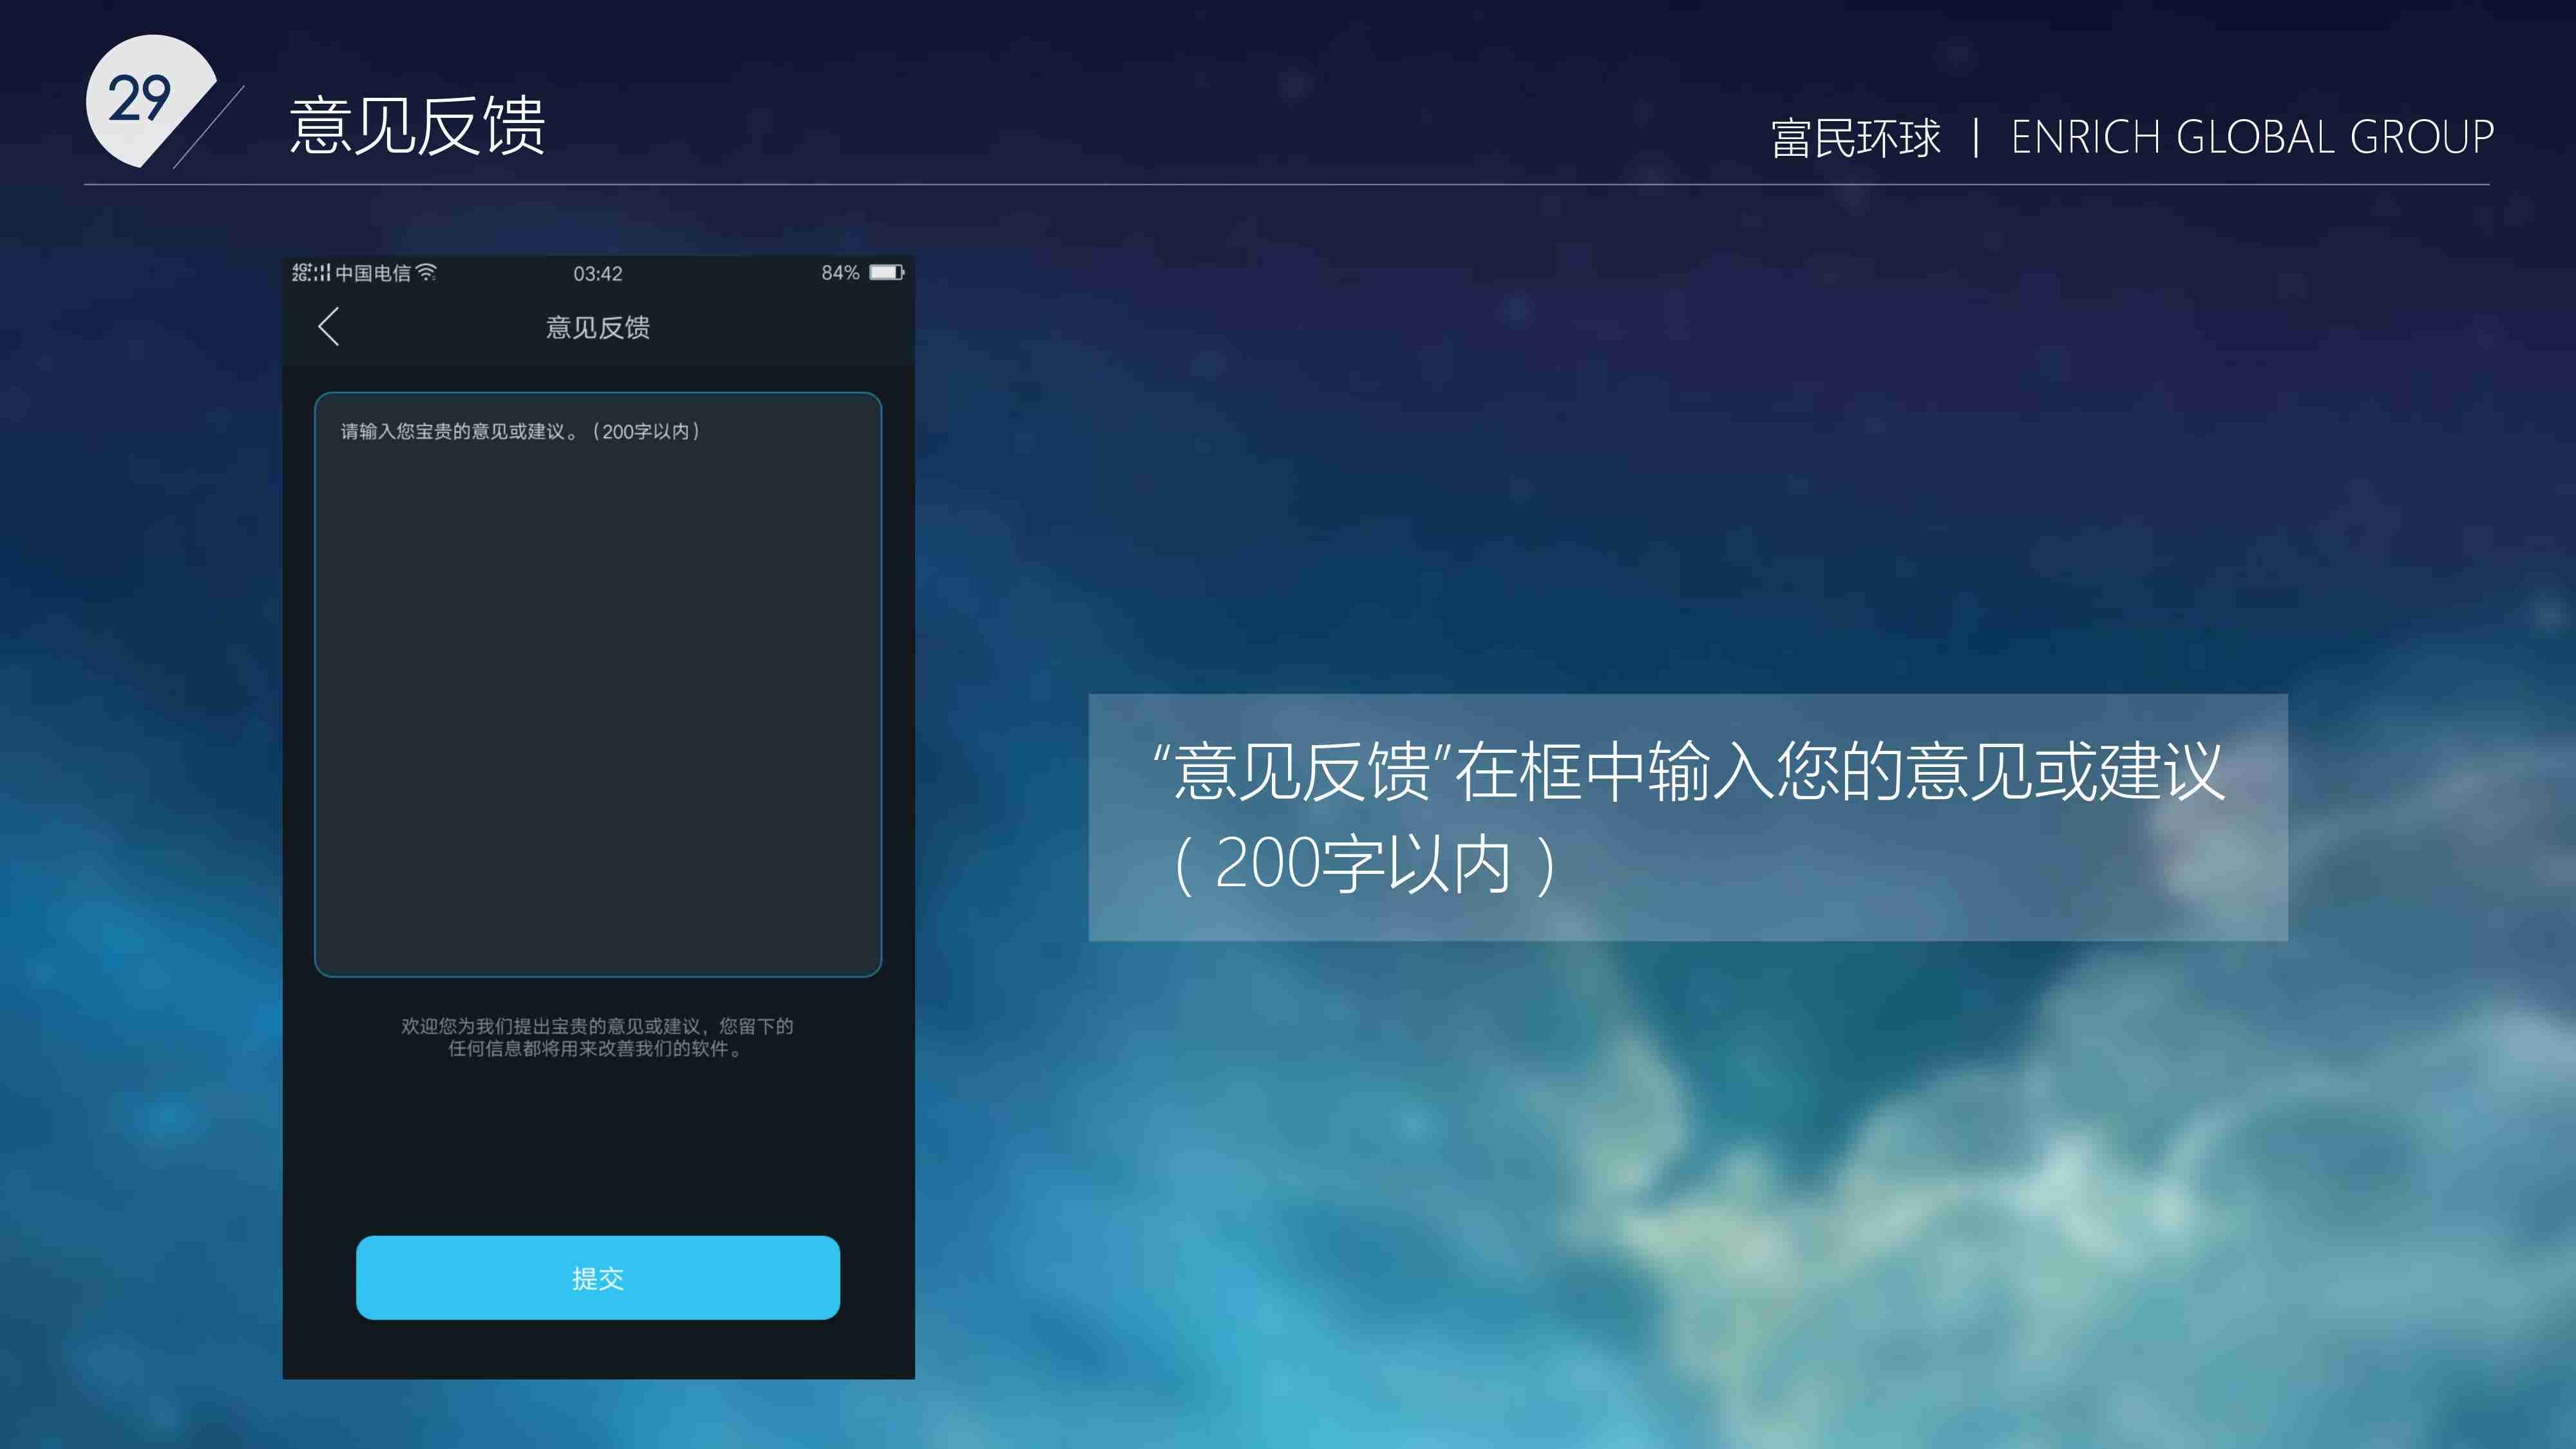 29
意见反馈
富民环球 | ENRICH GLOBAL GROUP
4G+ 2G 中国电信 03:42 84%
意见反馈
请输入您宝贵的意见或建议。（200字以内）
欢迎您为我们提出宝贵的意见或建议，您留下的
任何信息都将用来改善我们的软件。
提交
“意见反馈”在框中输入您的意见或建议
（200字以内）